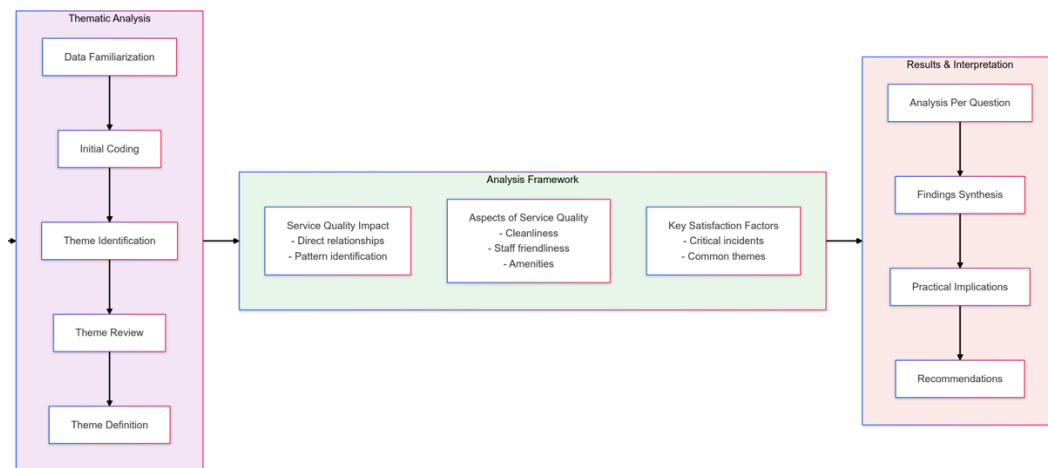 Thematic Analysis
Data Familiarization
Initial Coding
Theme Identification
Theme Review
Theme Definition
Analysis Framework
Service Quality Impact
- Direct relationships
- Pattern identification
Aspects of Service Quality
- Cleanliness
- Staff friendliness
- Amenities
Key Satisfaction Factors
- Critical incidents
- Common themes
Results & Interpretation
Analysis Per Question
Findings Synthesis
Practical Implications
Recommendations